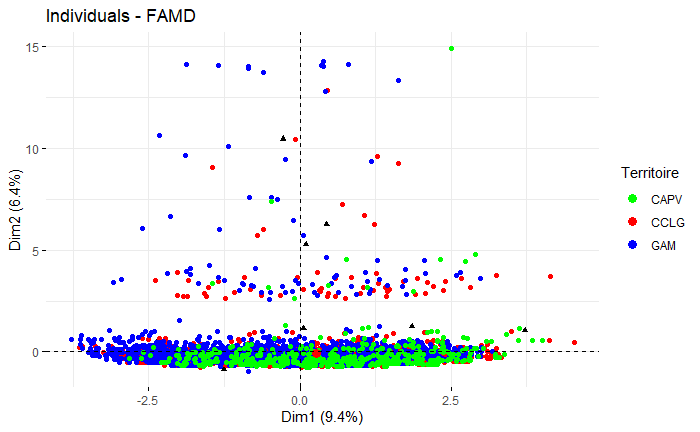 Individuals - FAMD
15
10
5
0
Dim2 (6.4%)
-2.5
0.0
2.5
Dim1 (9.4%)
Territoire
CAPV
CCLG
GAM